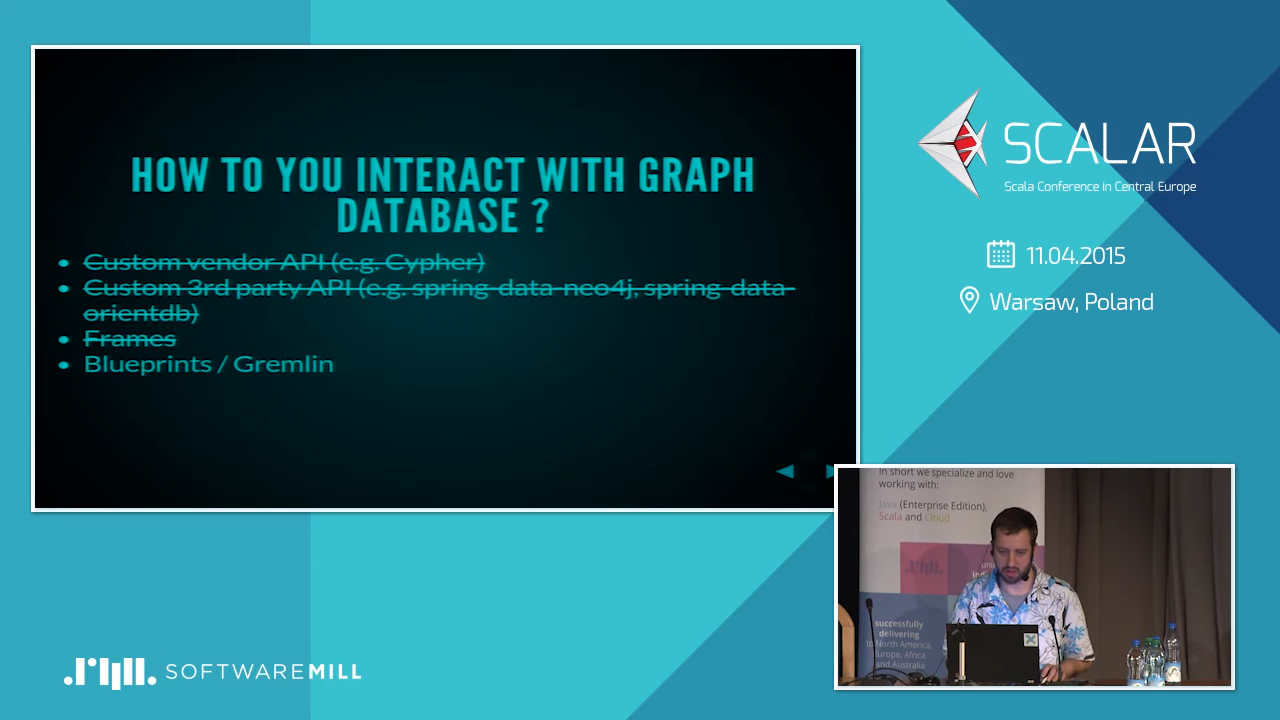 HOW TO YOU INTERACT WITH GRAPH
DATABASE ?
Custom vendor API (e.g. Cypher)
Custom 3rd party API (e.g. spring-data-neo4j, spring-data-
orientdb)
Frames
Blueprints / Gremlin
SCALAR
Scala Conference in Central Europe
11.04.2015
Warsaw, Poland
In short we specialize and love
working with:
Java (Enterprise Edition),
Scala and Cloud
successfully
delivering
to North America,
Europe, Africa
and Australia
SOFTWAREMILL